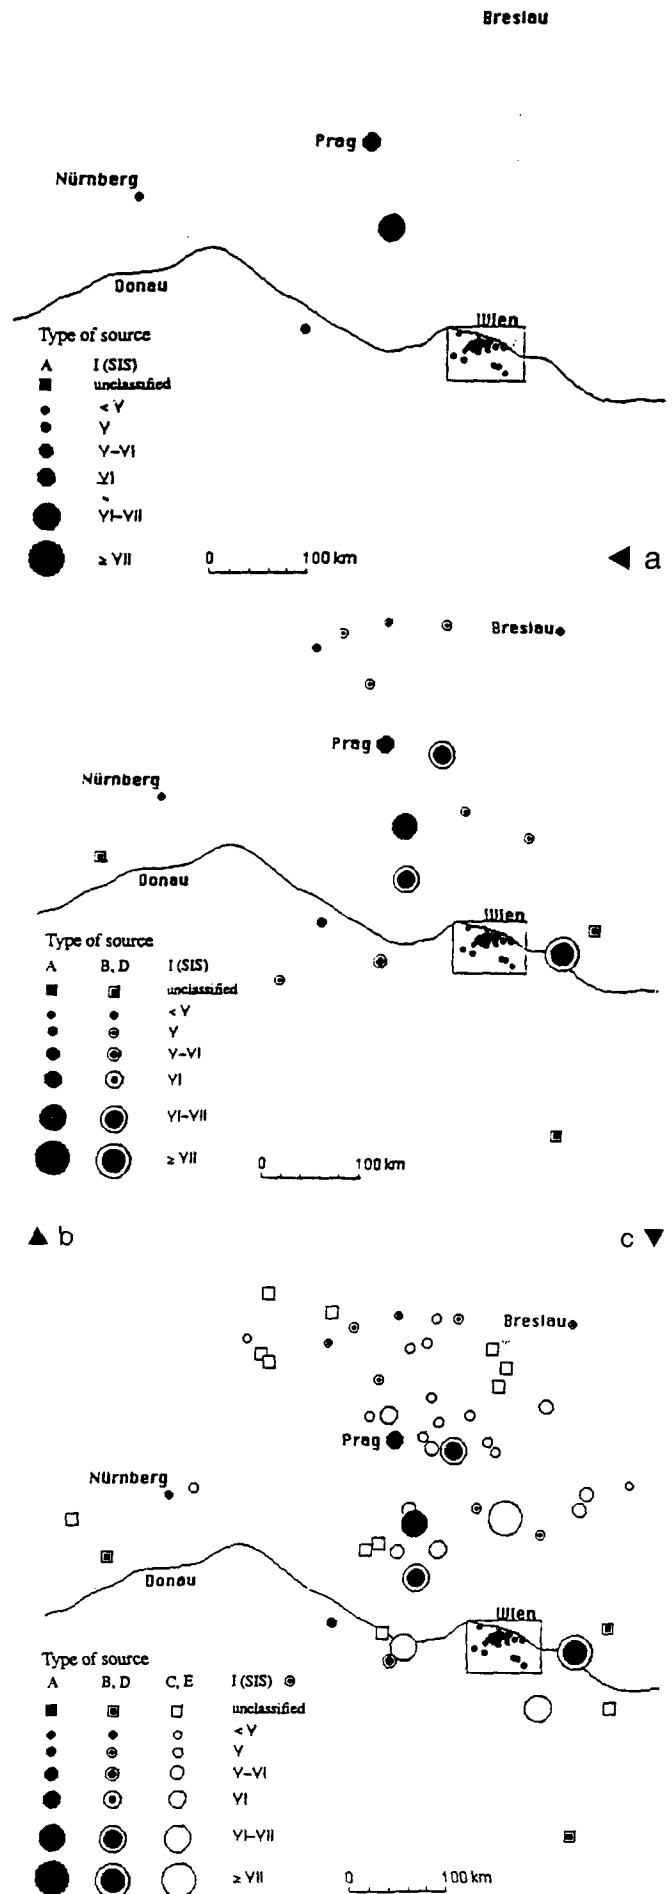 Breslau
Prag
Nürnberg
Donau
Wien
Type of source
A I (SIS)
unclassified
< V
V
V-VI
VI
VI-VII
≥ VII
0 100 km
a
Breslau
Prag
Nürnberg
Donau
Wien
Type of source
A B, D I (SIS)
unclassified
< V
V
V-VI
VI
VI-VII
≥ VII
0 100 km
b c
Breslau
Prag
Nürnberg
Donau
Wien
Type of source
A B, D C, E I (SIS)
unclassified
< V
V
V-VI
VI
VI-VII
≥ VII
0 100 km